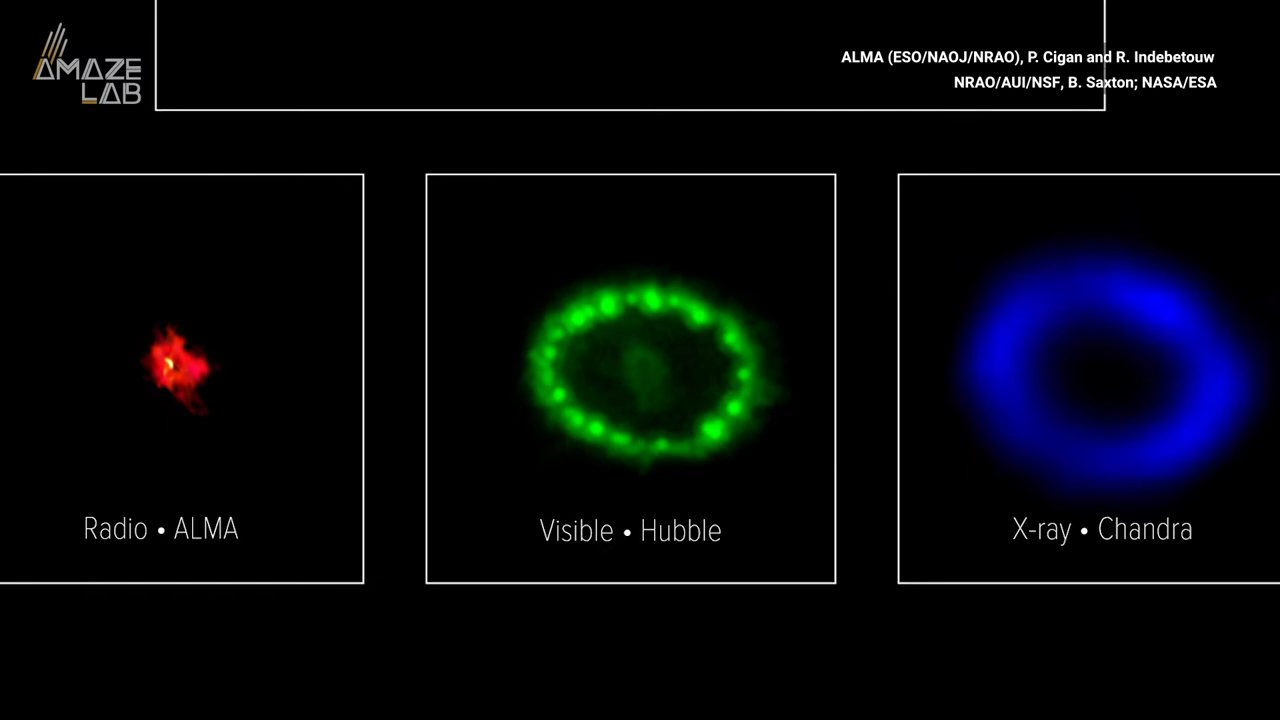 AMAZE
LAB
ALMA (ESO/NAOJ/NRAO), P. Cigan and R. Indebetouw
NRAO/AUI/NSF, B. Saxton; NASA/ESA
Radio • ALMA
Visible • Hubble
X-ray • Chandra